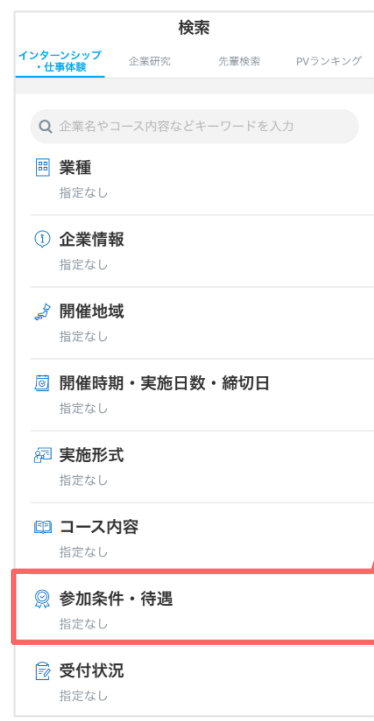 検索
インターンシップ
・仕事体験
企業研究
先輩検索
PVランキング
企業名やコース内容などキーワードを入力
業種
指定なし
企業情報
指定なし
開催地域
指定なし
開催時期・実施日数・締切日
指定なし
実施形式
指定なし
コース内容
指定なし
参加条件・待遇
指定なし
受付状況
指定なし